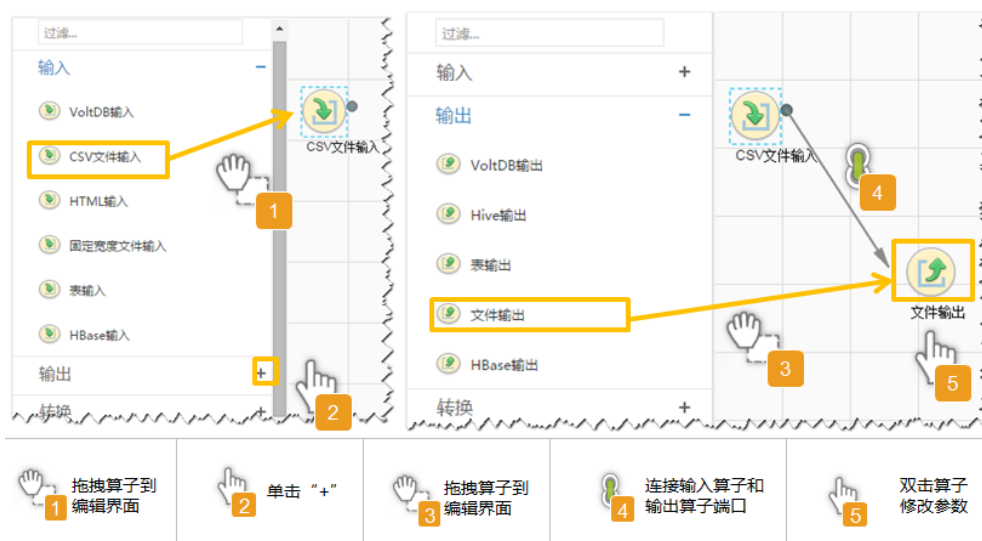 过滤...
输入
−
VoltDB输入
CSV文件输入
HTML输入
固定宽度文件输入
表输入
HBase输入
输出
+
转换
+
CSV文件输入
1
2
过滤...
输入
+
输出
−
VoltDB输出
Hive输出
表输出
文件输出
HBase输出
转换
+
CSV文件输入
4
文件输出
3
5
1
拖拽算子到
编辑界面
2
单击“+”
3
拖拽算子到
编辑界面
4
连接输入算子和
输出算子端口
5
双击算子
修改参数